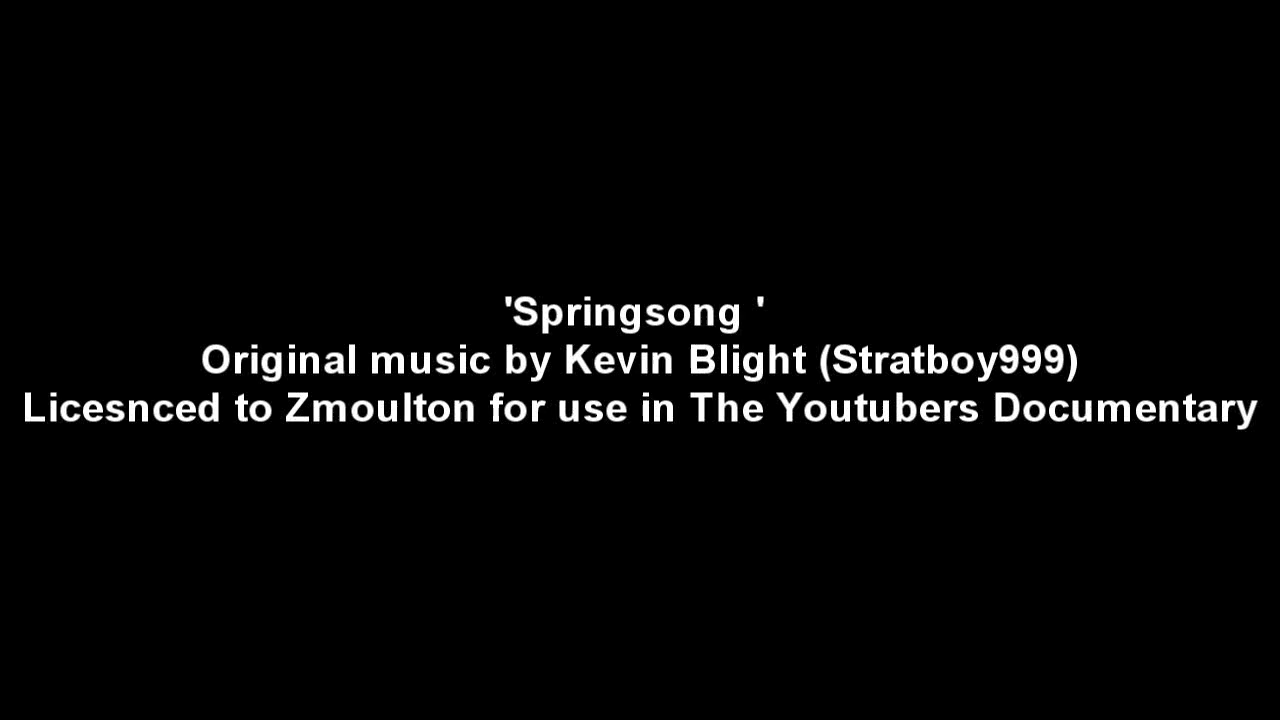 'Springsong '
Original music by Kevin Blight (Stratboy999)
Licesnced to Zmoulton for use in The Youtubers Documentary